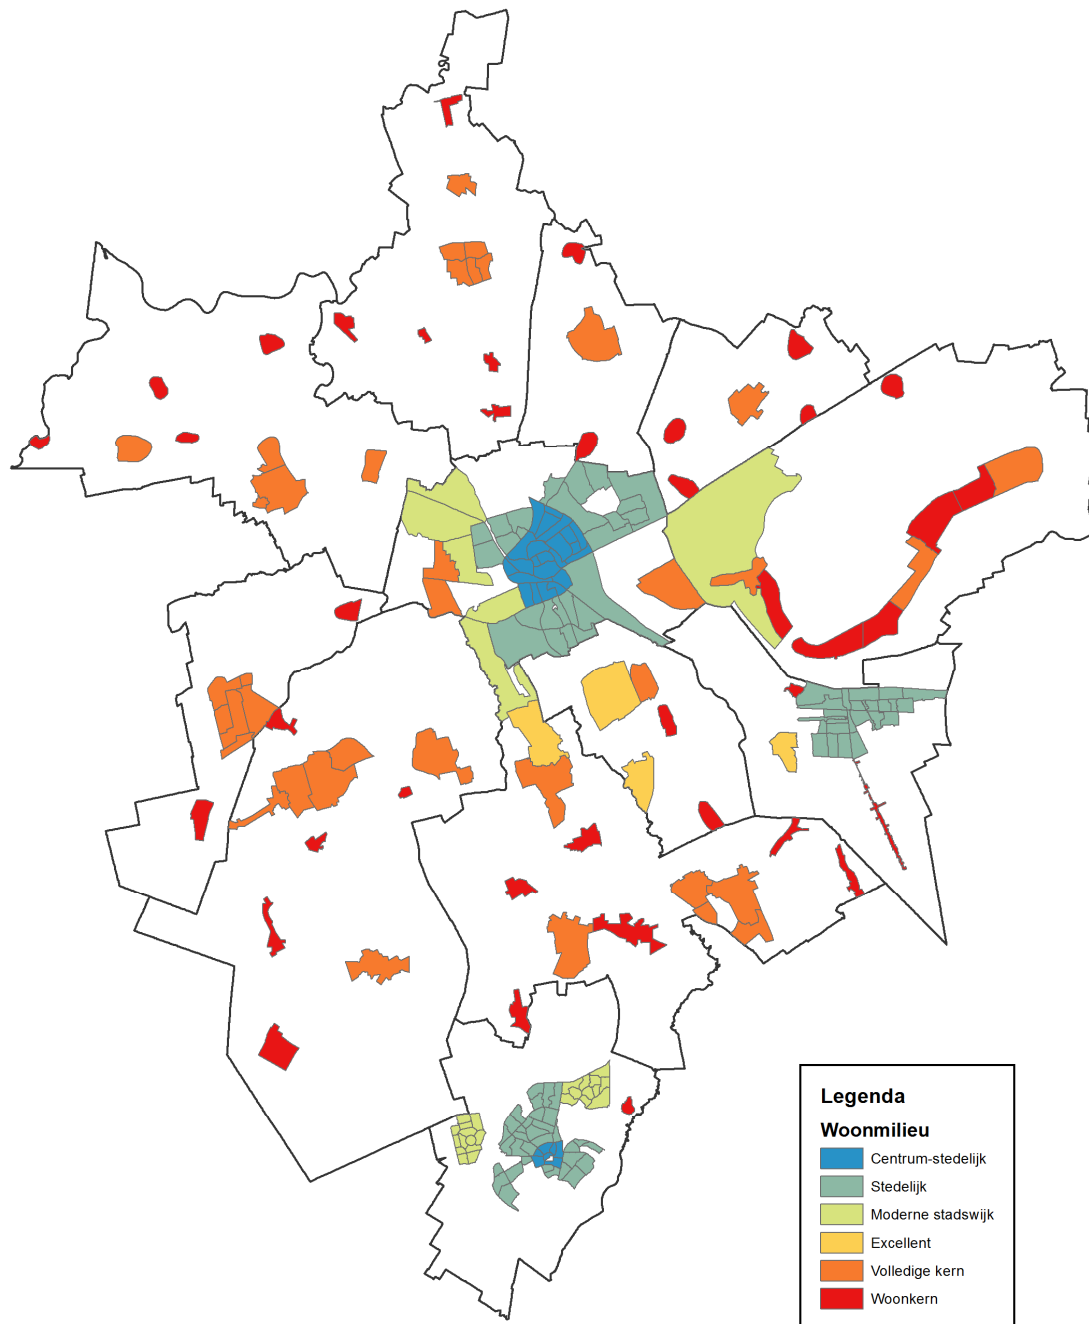 Legenda
Woonmilieu
Centrum-stedelijk
Stedelijk
Moderne stadswijk
Excellent
Volledige kern
Woonkern